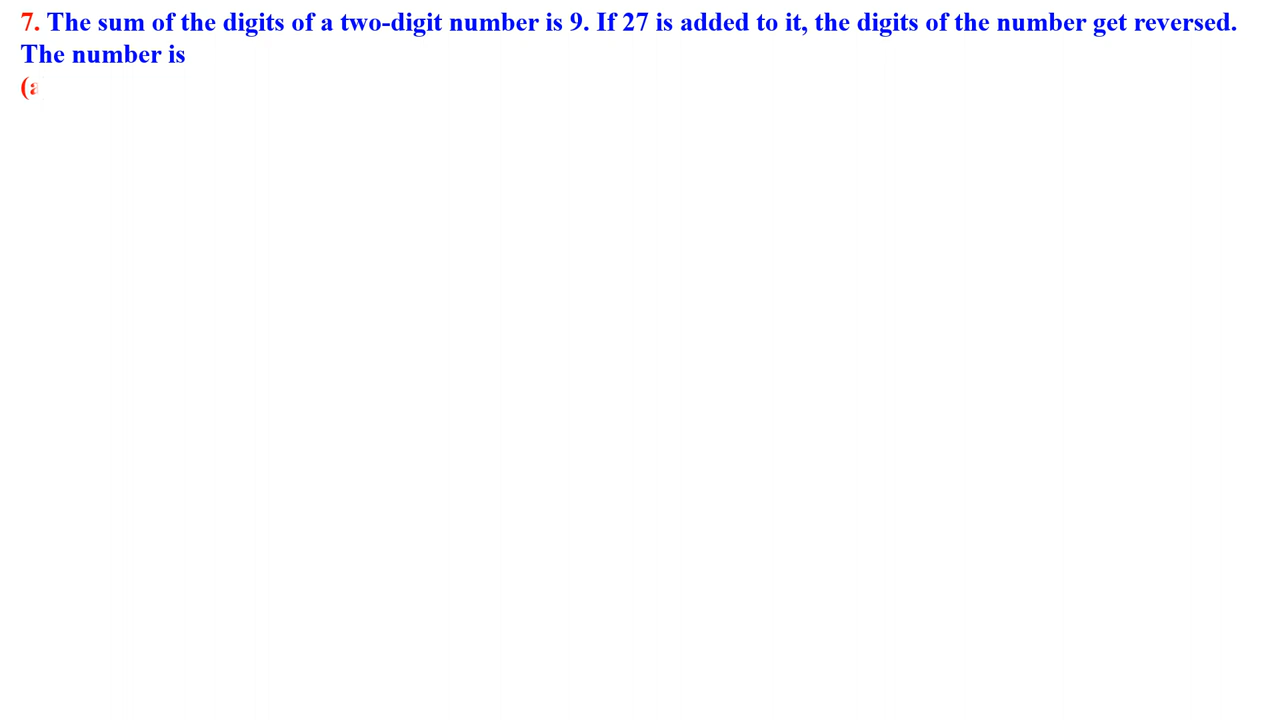 7. The sum of the digits of a two-digit number is 9. If 27 is added to it, the digits of the number get reversed.
The number is
(a